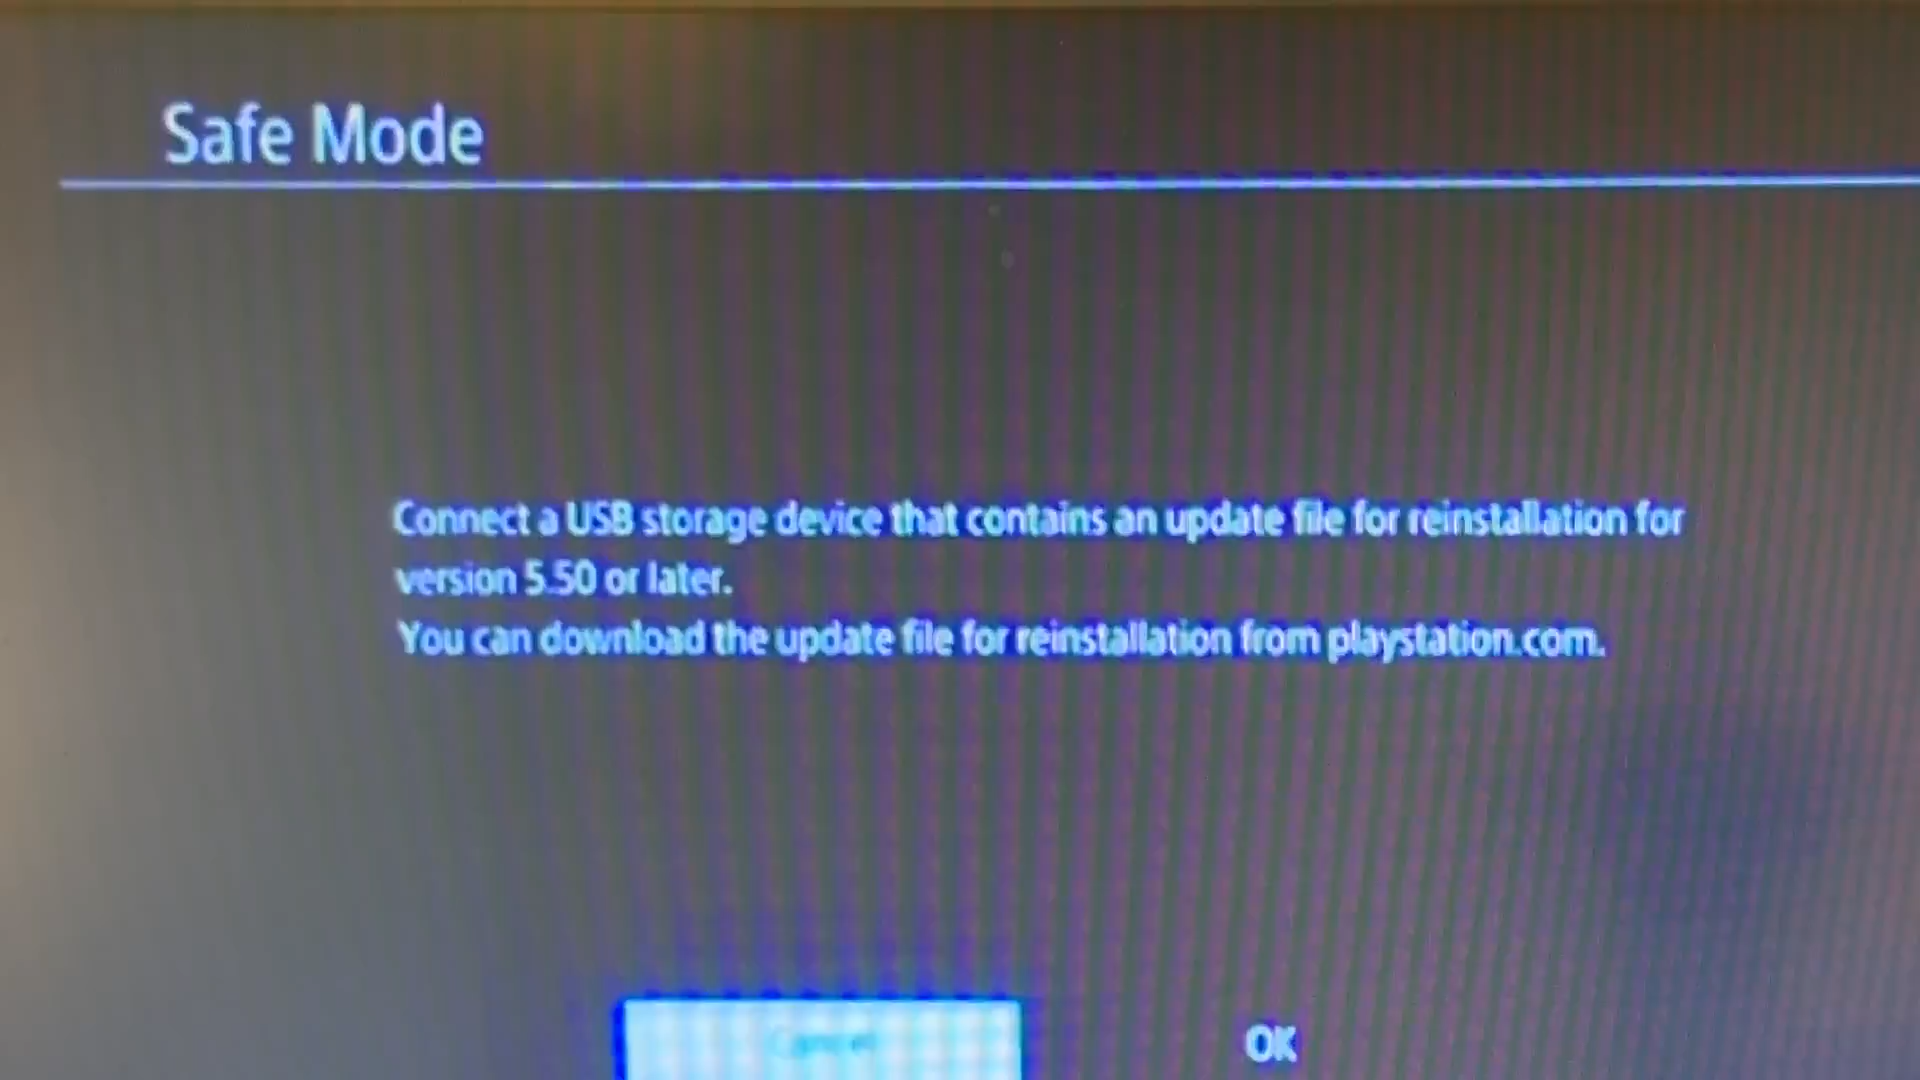 Safe Mode
Connect a USB storage device that contains an update file for reinstallation for
version 5.50 or later.
You can download the update file for reinstallation from playstation.com.
Cancel
OK